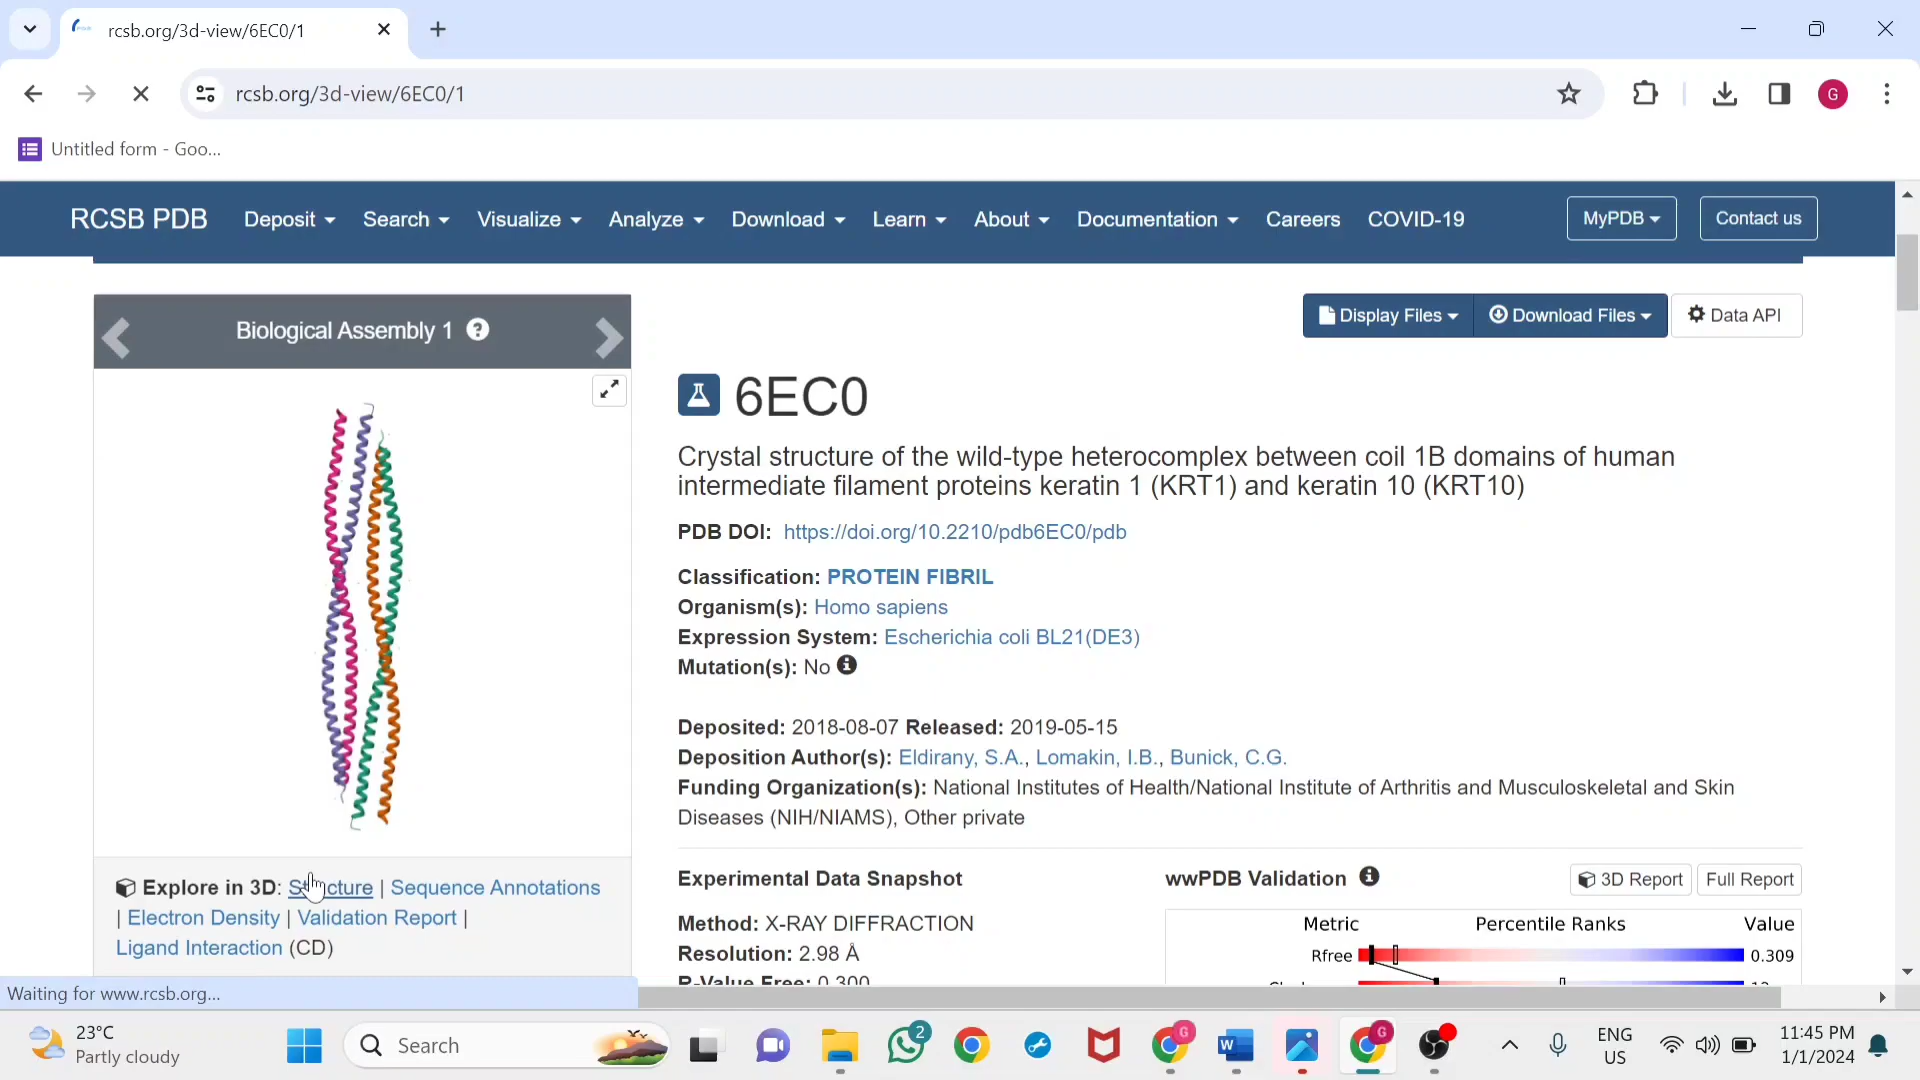 rcsb.org/3d-view/6EC0/1
rcsb.org/3d-view/6EC0/1
G
Untitled form - Goo...
RCSB PDB Deposit Search Visualize Analyze Download Learn About Documentation Careers COVID-19 MyPDB Contact us
Biological Assembly 1
Display Files Download Files Data API
6EC0
Crystal structure of the wild-type heterocomplex between coil 1B domains of human
intermediate filament proteins keratin 1 (KRT1) and keratin 10 (KRT10)
PDB DOI: https://doi.org/10.2210/pdb6EC0/pdb
Classification: PROTEIN FIBRIL
Organism(s): Homo sapiens
Expression System: Escherichia coli BL21(DE3)
Mutation(s): No
Deposited: 2018-08-07 Released: 2019-05-15
Deposition Author(s): Eldirany, S.A., Lomakin, I.B., Bunick, C.G.
Funding Organization(s): National Institutes of Health/National Institute of Arthritis and Musculoskeletal and Skin
Diseases (NIH/NIAMS), Other private
Explore in 3D: Structure | Sequence Annotations
| Electron Density | Validation Report |
Ligand Interaction (CD)
Experimental Data Snapshot
Method: X-RAY DIFFRACTION
Resolution: 2.98 Å
R-Value Free: 0.300
wwPDB Validation 3D Report Full Report
Metric Percentile Ranks Value
Rfree 0.309
Waiting for www.rcsb.org...
23°C
Partly cloudy
Search
2
G
W
G
ENG
US
11:45 PM
1/1/2024